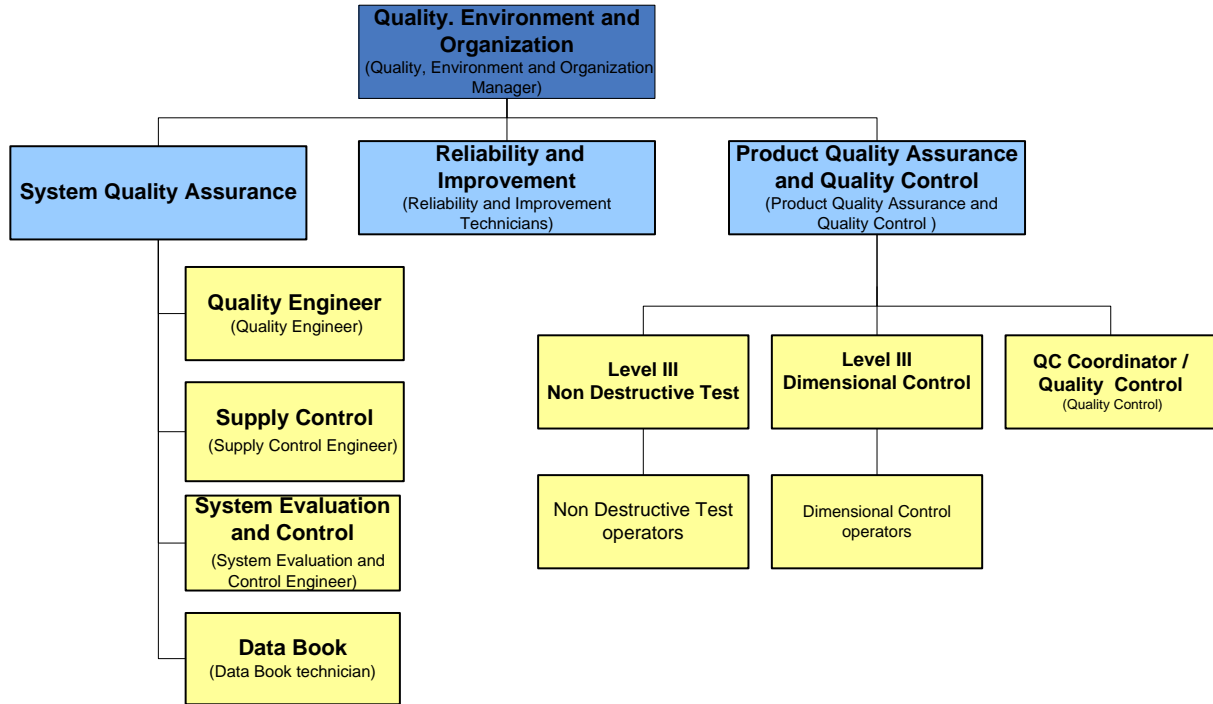 Quality. Environment and
Organization
(Quality, Environment and Organization
Manager)
System Quality Assurance
Reliability and
Improvement
(Reliability and Improvement
Technicians)
Product Quality Assurance
and Quality Control
(Product Quality Assurance and
Quality Control )
Quality Engineer
(Quality Engineer)
Supply Control
(Supply Control Engineer)
System Evaluation
and Control
(System Evaluation and
Control Engineer)
Data Book
(Data Book technician)
Level III
Non Destructive Test
Level III
Dimensional Control
QC Coordinator /
Quality Control
(Quality Control)
Non Destructive Test
operators
Dimensional Control
operators